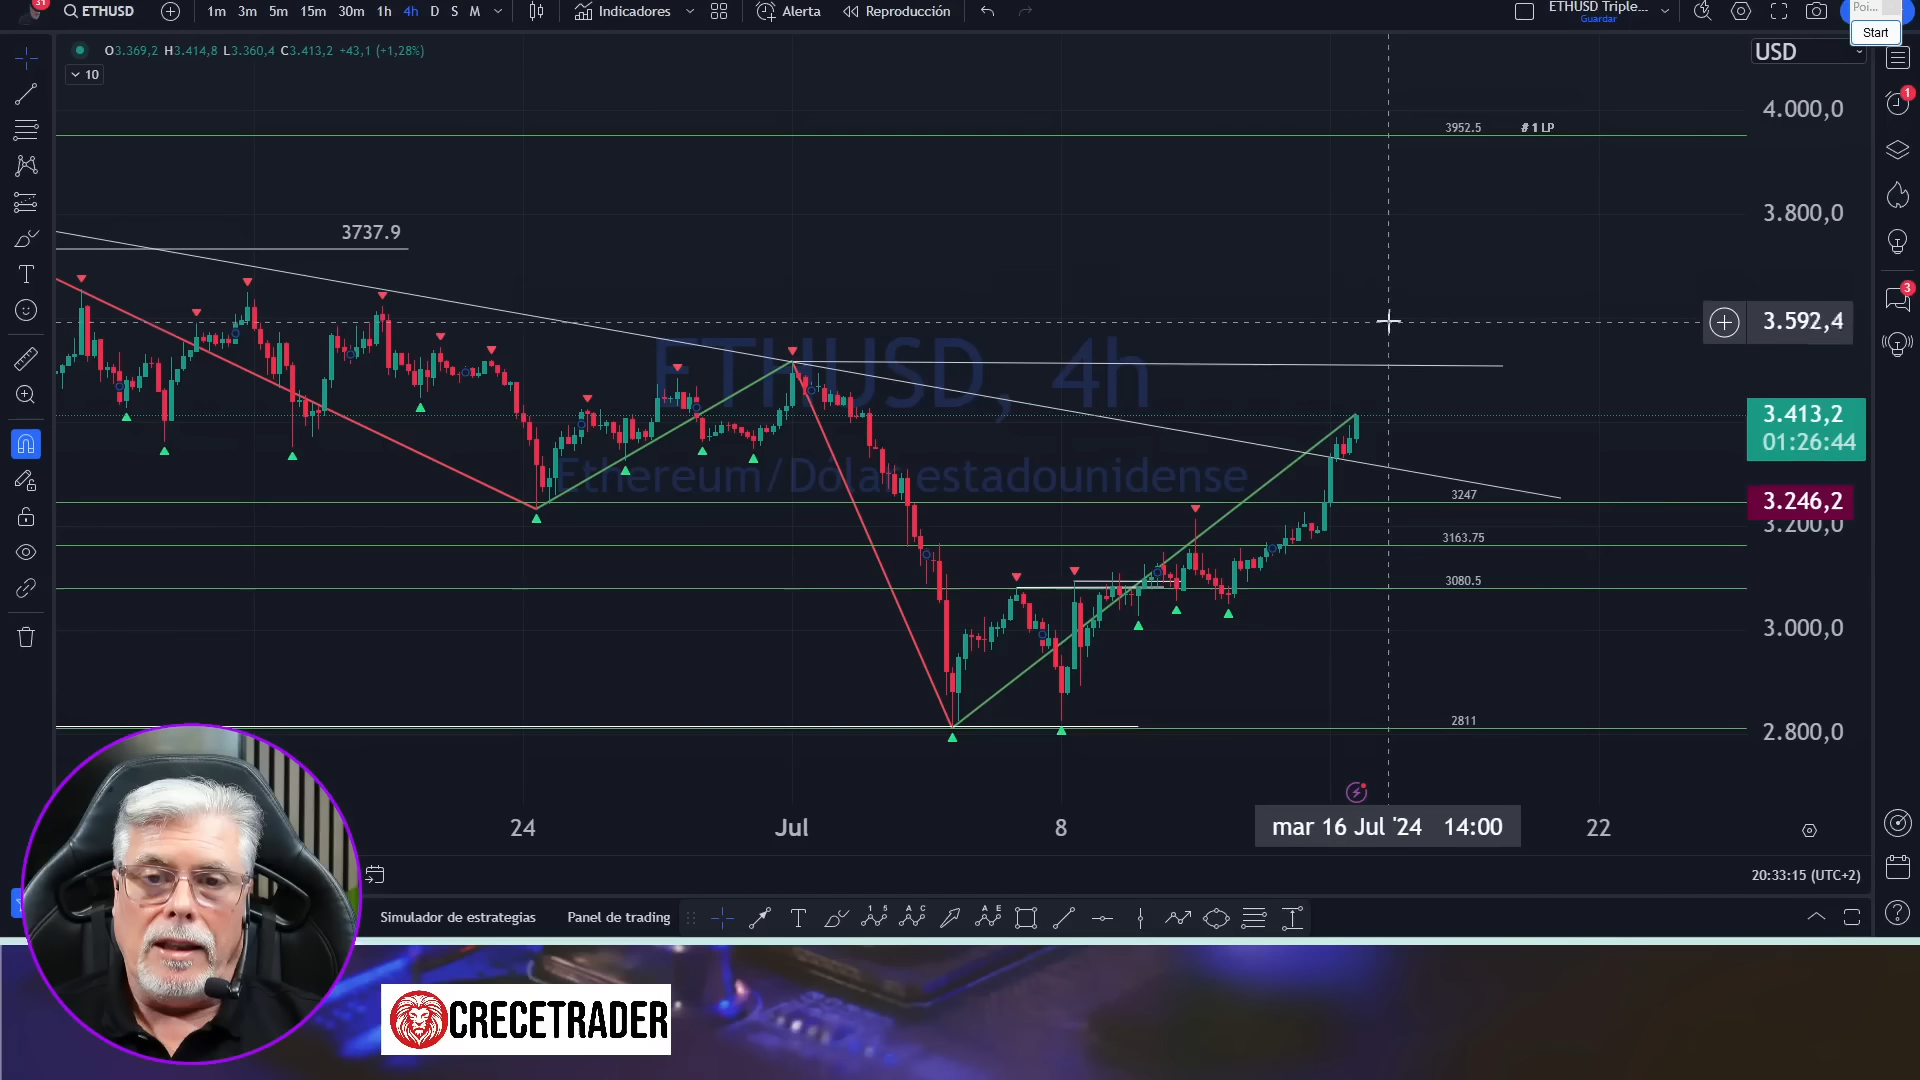 31
ETHUSD
1m 3m 5m 15m 30m 1h 4h D S M
Indicadores
Alerta
Reproducción
ETHUSD Triple...
Guardar
Poi...
Start
O3.369,2 H3.414,8 L3.360,4 C3.413,2 +43,1 (+1,28%)
10
USD
4.000,0
3952.5 # 1 LP
3.800,0
3737.9
3.592,4
ETHUSD, 4h
Ethereum/Dólar estadounidense
3.413,2
01:26:44
3247
3.246,2
3.200,0
3163.75
3080.5
3.000,0
2811
2.800,0
24 Jul 8 mar 16 Jul '24 14:00 22
20:33:15 (UTC+2)
Simulador de estrategias Panel de trading
1
3
CRECETRADER